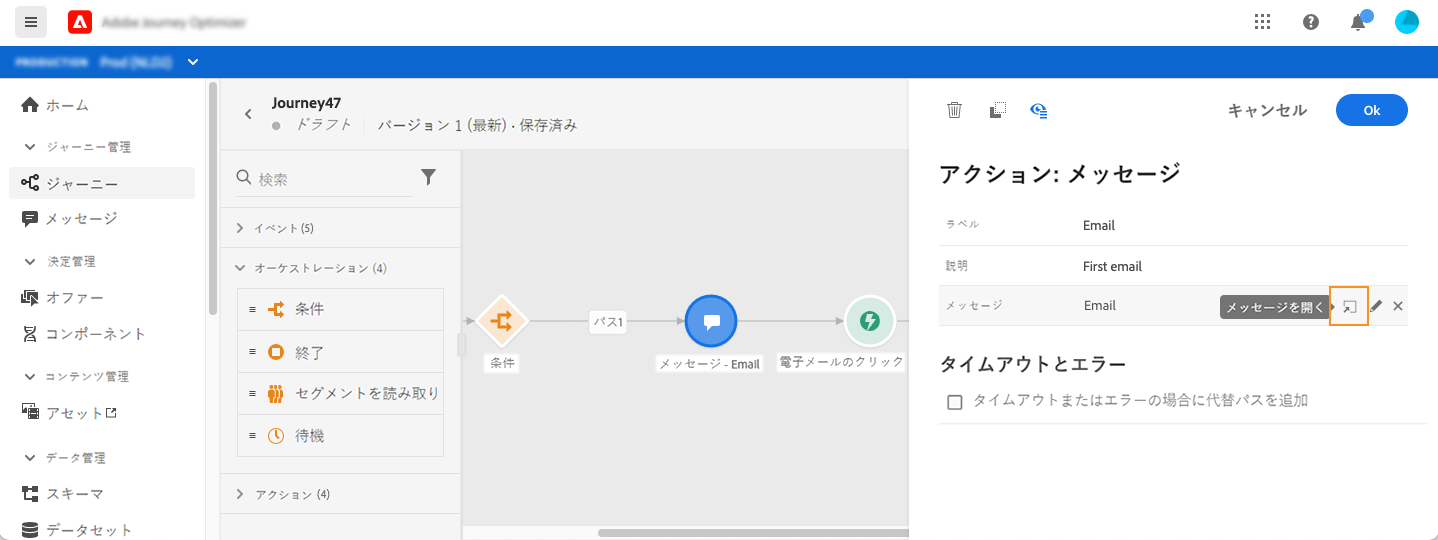 Adobe Journey Optimizer
PRODUCTION Prod (NLD2)
ホーム
ジャーニー管理
ジャーニー
メッセージ
決定管理
オファー
コンポーネント
コンテンツ管理
アセット
データ管理
スキーマ
データセット
Journey47
ドラフト バージョン 1 (最新) · 保存済み
検索
イベント (5)
オーケストレーション (4)
条件
終了
セグメントを読み取り
待機
アクション (4)
条件
パス1
メッセージ - Email
電子メールのクリック
キャンセル Ok
アクション: メッセージ
ラベル Email
説明 First email
メッセージ Email メッセージを開く
タイムアウトとエラー
タイムアウトまたはエラーの場合に代替パスを追加